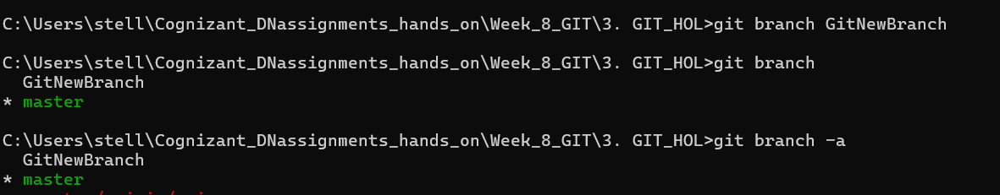 C:\Users\stell\Cognizant_DNassignments_hands_on\Week_8_GIT\3. GIT_HOL>git branch GitNewBranch
C:\Users\stell\Cognizant_DNassignments_hands_on\Week_8_GIT\3. GIT_HOL>git branch
  GitNewBranch
* master
C:\Users\stell\Cognizant_DNassignments_hands_on\Week_8_GIT\3. GIT_HOL>git branch -a
  GitNewBranch
* master